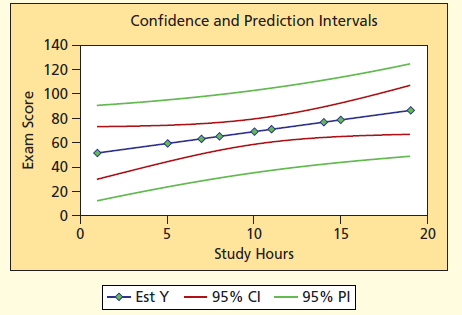 Confidence and Prediction Intervals
140
120
100
80
60
40
20
0
Exam Score
0 5 10 15 20
Study Hours
Est Y 95% CI 95% PI